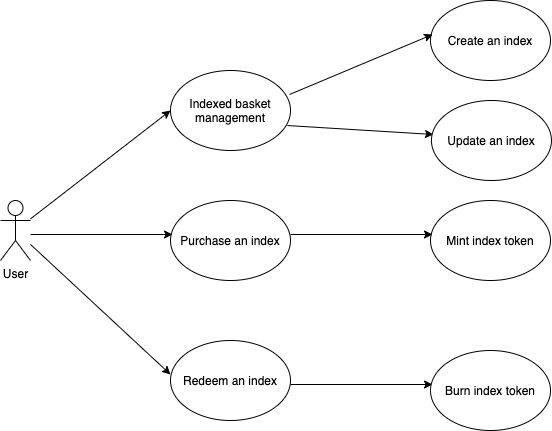 Create an index
Indexed basket
management
Update an index
Purchase an index
Mint index token
User
Redeem an index
Burn index token